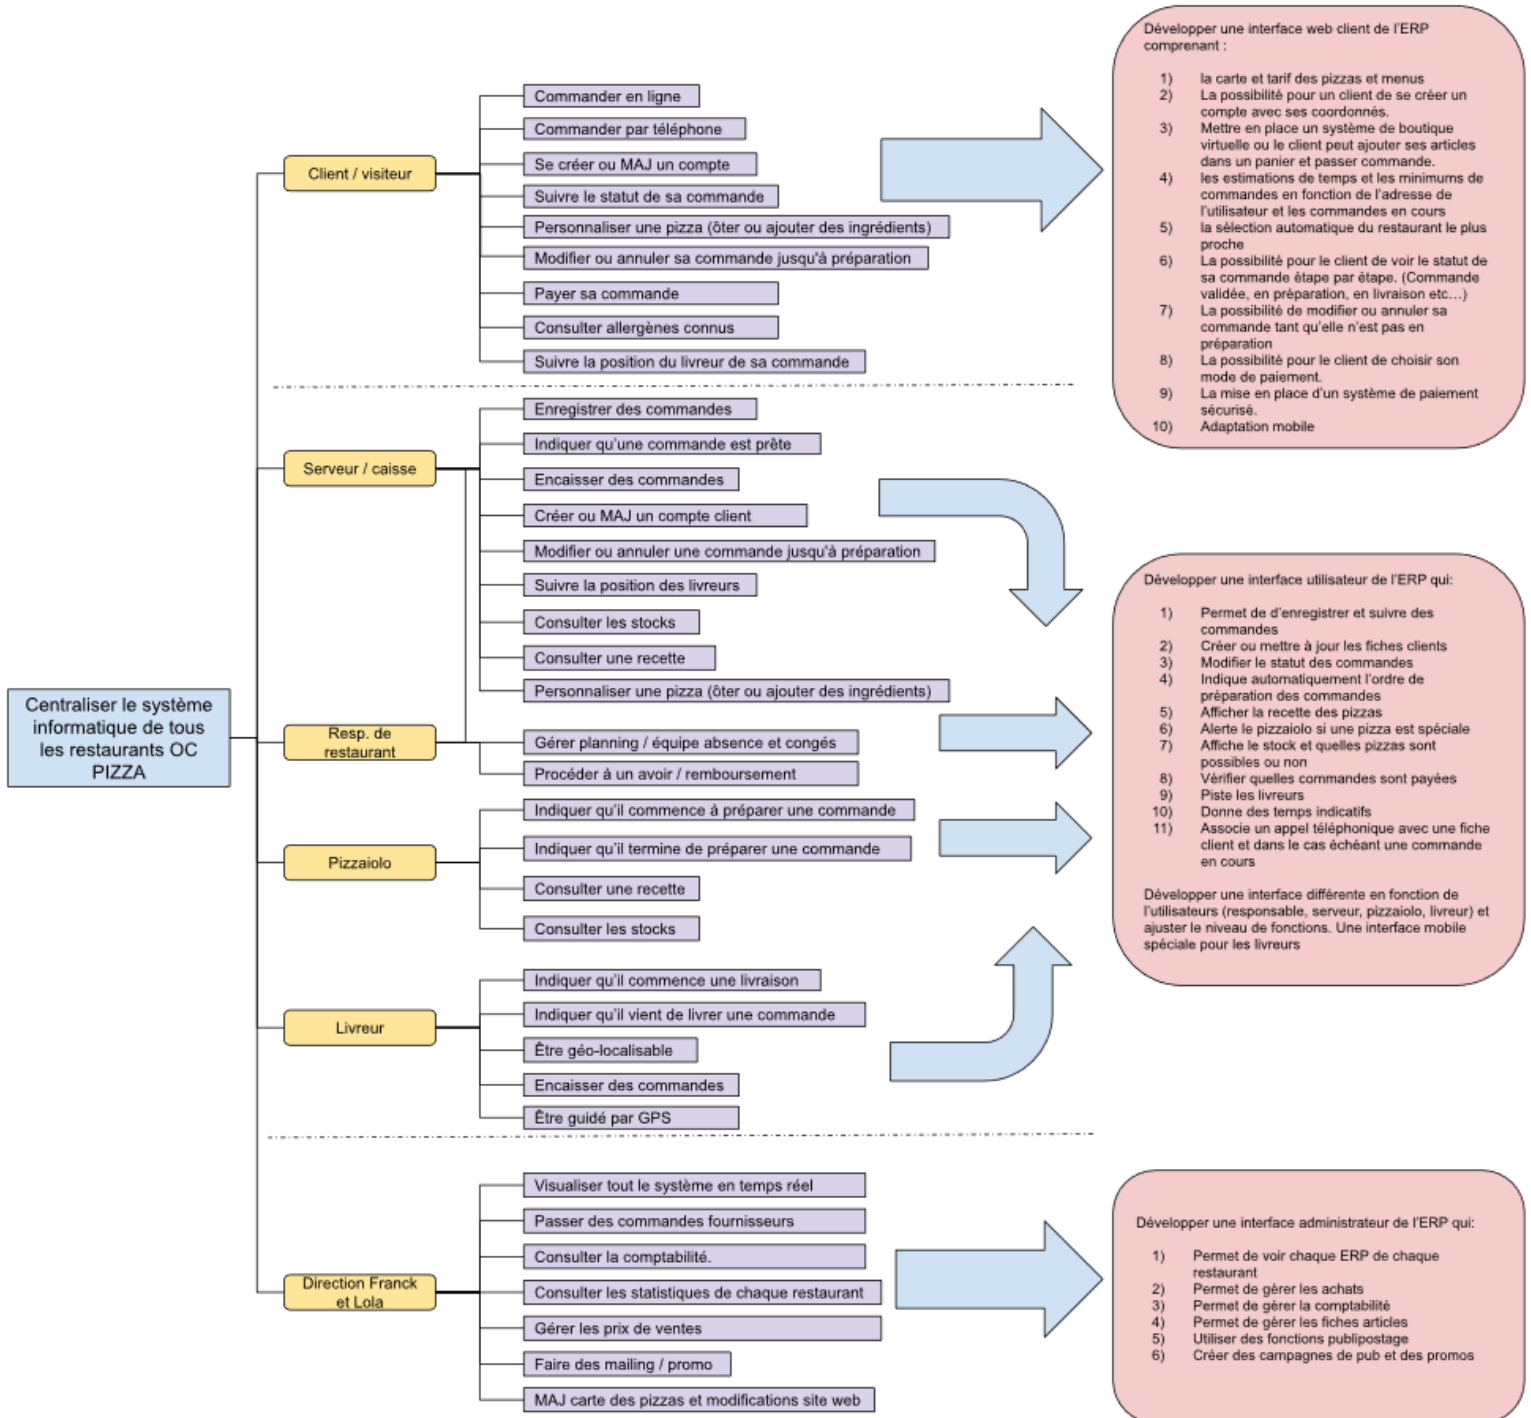 Centraliser le système
informatique de tous
les restaurants OC
PIZZA
Client / visiteur
Commander en ligne
Commander par téléphone
Se créer ou MAJ un compte
Suivre le statut de sa commande
Personnaliser une pizza (ôter ou ajouter des ingrédients)
Modifier ou annuler sa commande jusqu'à préparation
Payer sa commande
Consulter allergènes connus
Suivre la position du livreur de sa commande
Développer une interface web client de l'ERP
comprenant :
1) la carte et tarif des pizzas et menus
2) La possibilité pour un client de se créer un
compte avec ses coordonnés.
3) Mettre en place un système de boutique
virtuelle ou le client peut ajouter ses articles
dans un panier et passer commande.
4) les estimations de temps et les minimums de
commandes en fonction de l'adresse de
l'utilisateur et les commandes en cours
5) la sélection automatique du restaurant le plus
proche
6) La possibilité pour le client de voir le statut de
sa commande étape par étape. (Commande
validée, en préparation, en livraison etc...)
7) La possibilité de modifier ou annuler sa
commande tant qu'elle n'est pas en
préparation
8) La possibilité pour le client de choisir son
mode de paiement.
9) La mise en place d'un système de paiement
sécurisé.
10) Adaptation mobile
Serveur / caisse
Enregistrer des commandes
Indiquer qu'une commande est prête
Encaisser des commandes
Créer ou MAJ un compte client
Modifier ou annuler une commande jusqu'à préparation
Suivre la position des livreurs
Consulter les stocks
Consulter une recette
Personnaliser une pizza (ôter ou ajouter des ingrédients)
Resp. de
restaurant
Gérer planning / équipe absence et congés
Procéder à un avoir / remboursement
Pizzaiolo
Indiquer qu'il commence à préparer une commande
Indiquer qu'il termine de préparer une commande
Consulter une recette
Consulter les stocks
Livreur
Indiquer qu'il commence une livraison
Indiquer qu'il vient de livrer une commande
Être géo-localisable
Encaisser des commandes
Être guidé par GPS
Développer une interface utilisateur de l'ERP qui:
1) Permet de d'enregistrer et suivre des
commandes
2) Créer ou mettre à jour les fiches clients
3) Modifier le statut des commandes
4) Indique automatiquement l'ordre de
préparation des commandes
5) Afficher la recette des pizzas
6) Alerte le pizzaiolo si une pizza est spéciale
7) Affiche le stock et quelles pizzas sont
possibles ou non
8) Vérifier quelles commandes sont payées
9) Piste les livreurs
10) Donne des temps indicatifs
11) Associe un appel téléphonique avec une fiche
client et dans le cas échéant une commande
en cours
Développer une interface différente en fonction de
l'utilisateurs (responsable, serveur, pizzaiolo, livreur) et
ajuster le niveau de fonctions. Une interface mobile
spéciale pour les livreurs
Direction Franck
et Lola
Visualiser tout le système en temps réel
Passer des commandes fournisseurs
Consulter la comptabilité.
Consulter les statistiques de chaque restaurant
Gérer les prix de ventes
Faire des mailing / promo
MAJ carte des pizzas et modifications site web
Développer une interface administrateur de l'ERP qui:
1) Permet de voir chaque ERP de chaque
restaurant
2) Permet de gérer les achats
3) Permet de gérer la comptabilité
4) Permet de gérer les fiches articles
5) Utiliser des fonctions publipostage
6) Créer des campagnes de pub et des promos